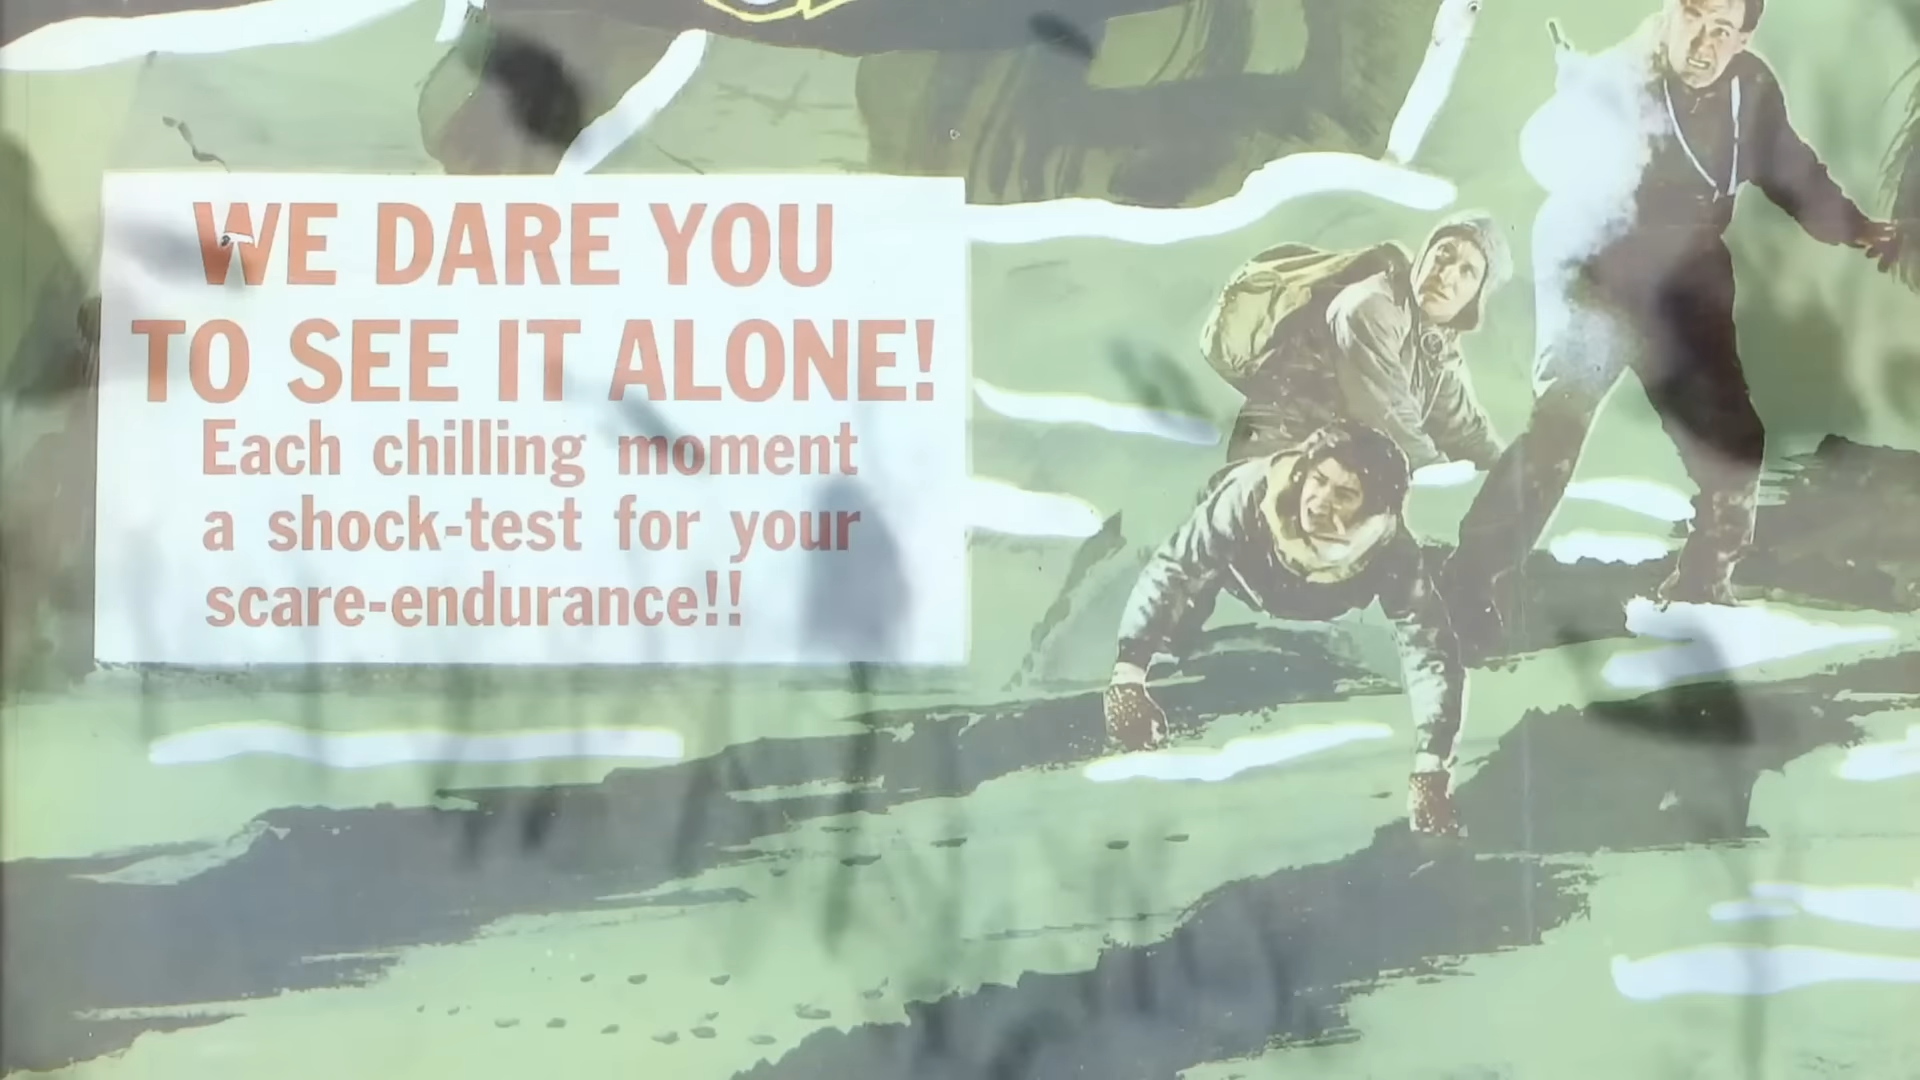 WE DARE YOU
TO SEE IT ALONE!
Each chilling moment
a shock-test for your
scare-endurance!!